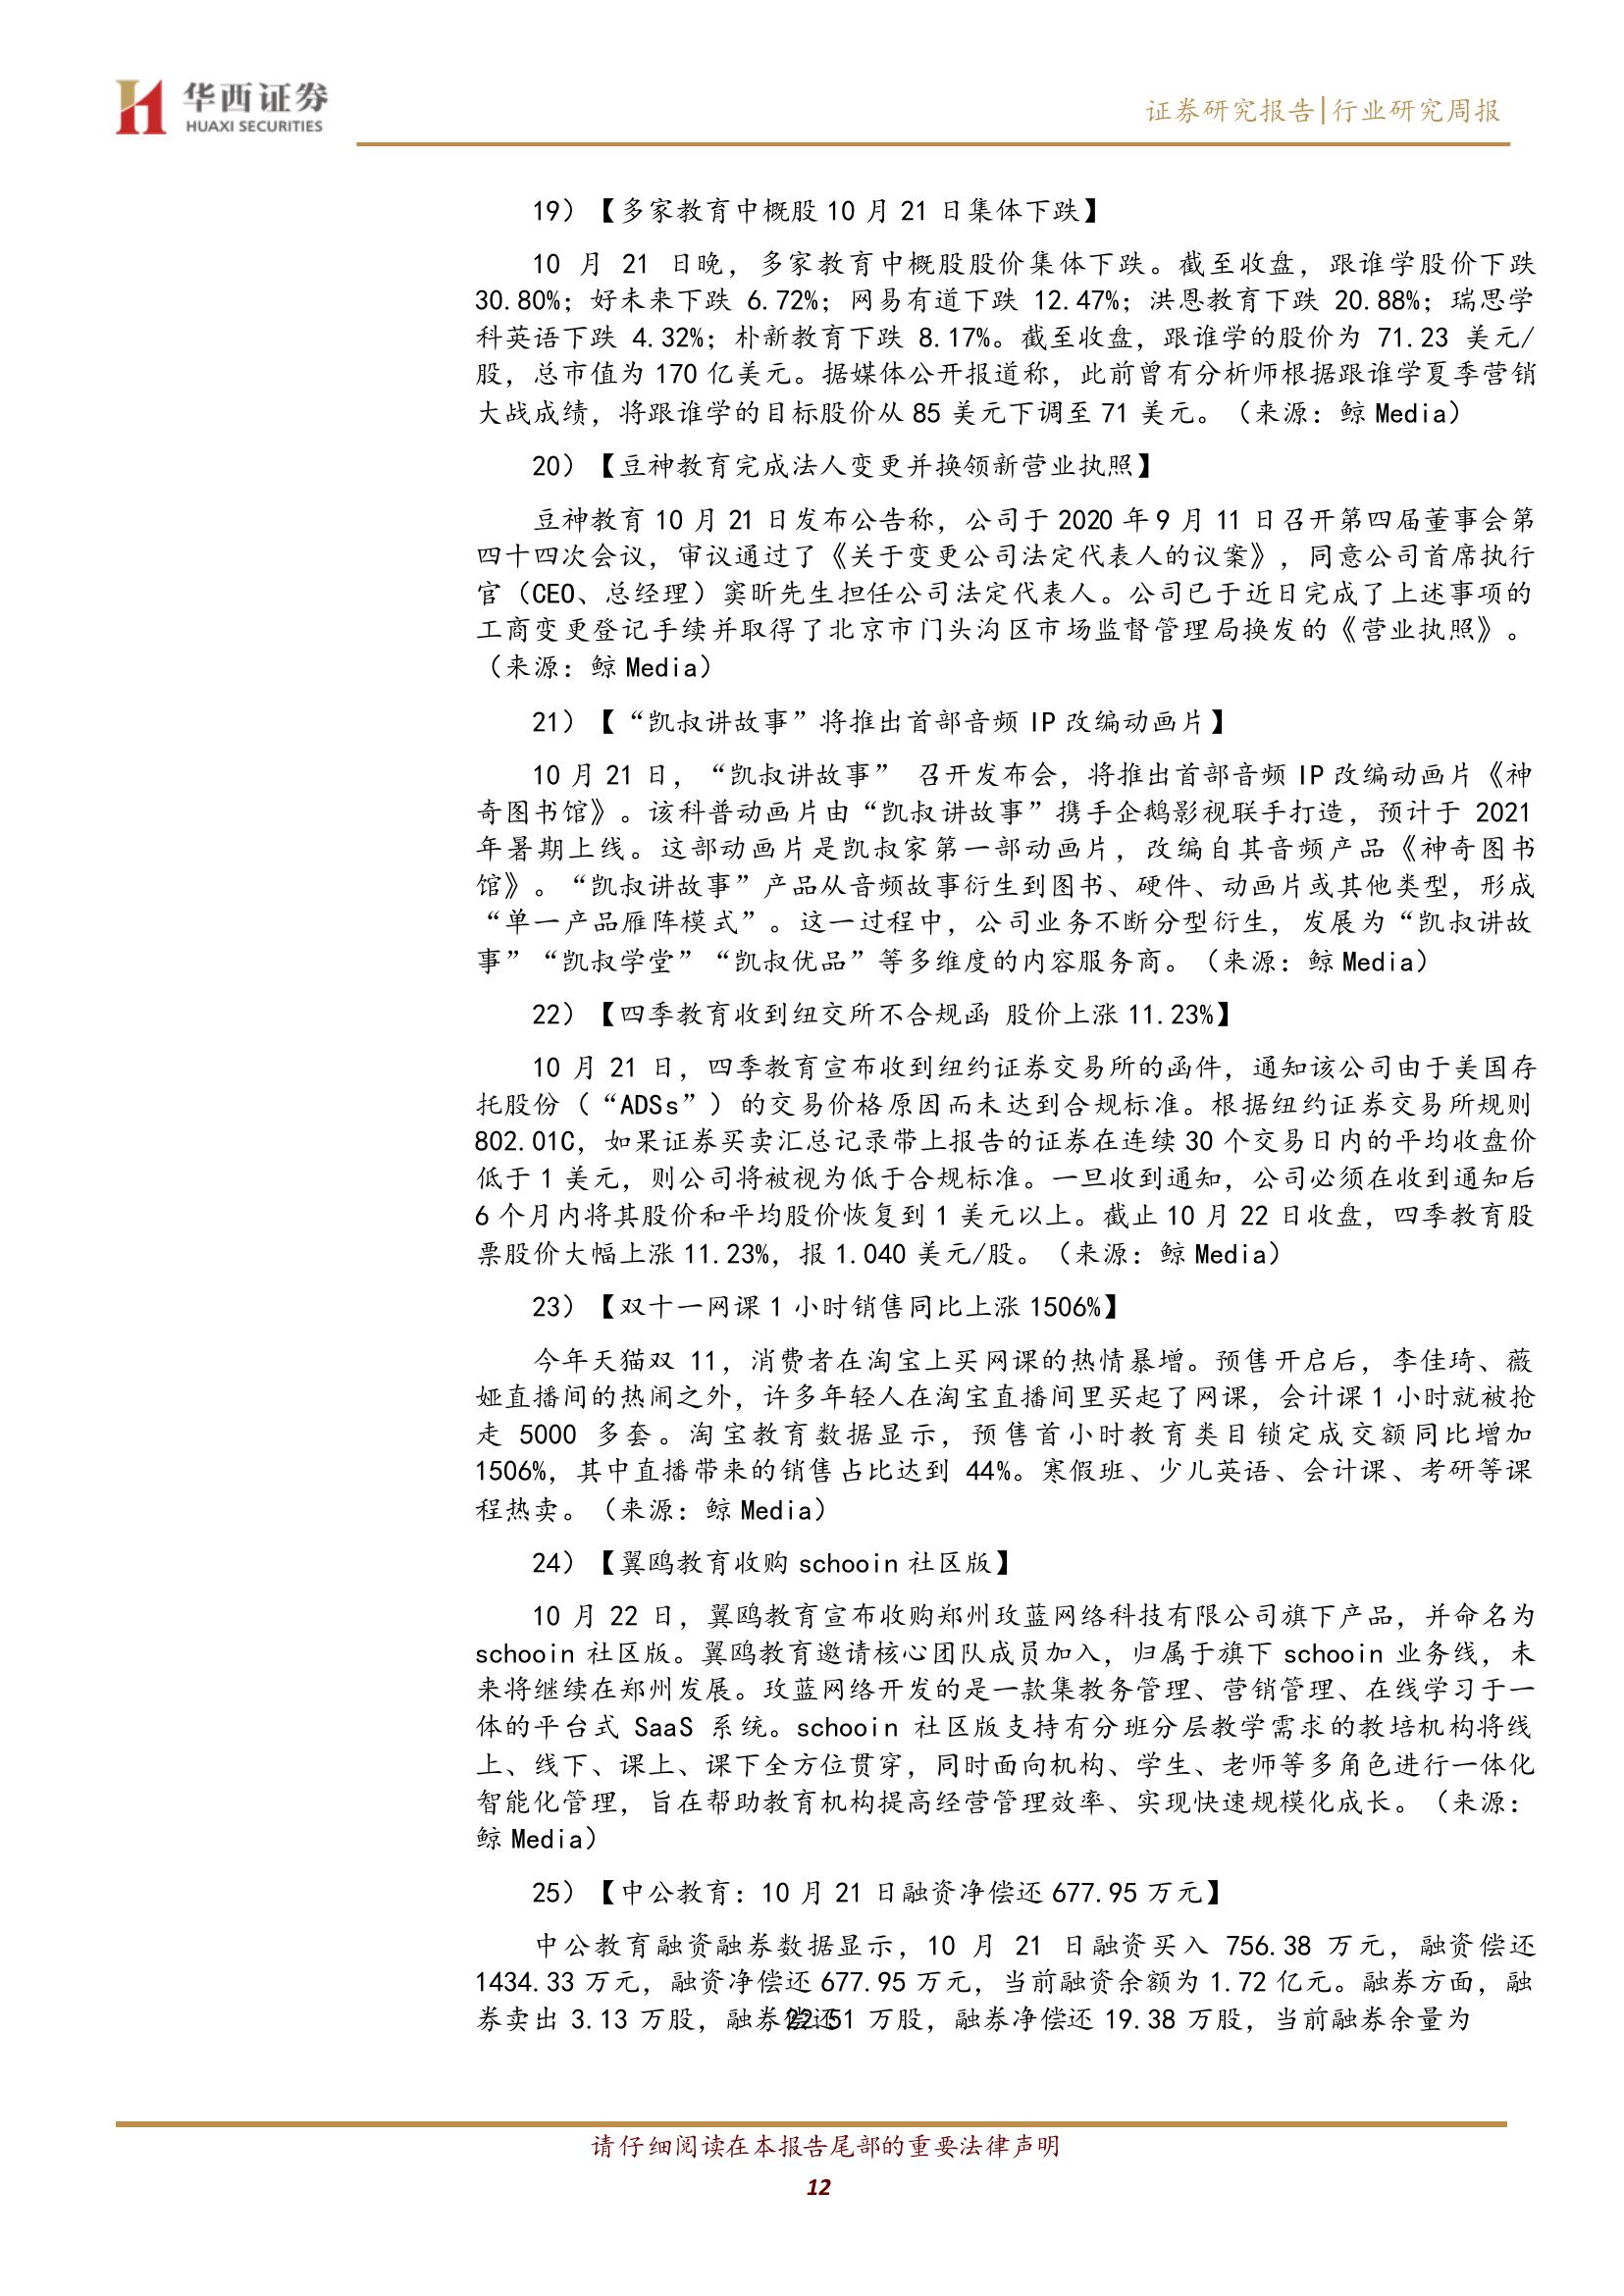 华西证券
HUAXI SECURITIES
证券研究报告|行业研究周报
19）【多家教育中概股 10 月 21 日集体下跌】
10 月 21 日晚，多家教育中概股股价集体下跌。截至收盘，跟谁学股价下跌
30.80%；好未来下跌 6.72%；网易有道下跌 12.47%；洪恩教育下跌 20.88%；瑞思学
科英语下跌 4.32%；朴新教育下跌 8.17%。截至收盘，跟谁学的股价为 71.23 美元/
股，总市值为 170 亿美元。据媒体公开报道称，此前曾有分析师根据跟谁学夏季营销
大战成绩，将跟谁学的目标股价从 85 美元下调至 71 美元。（来源：鲸 Media）
20）【豆神教育完成法人变更并换领新营业执照】
豆神教育 10 月 21 日发布公告称，公司于 2020 年 9 月 11 日召开第四届董事会第
四十四次会议，审议通过了《关于变更公司法定代表人的议案》，同意公司首席执行
官（CEO、总经理）窦昕先生担任公司法定代表人。公司已于近日完成了上述事项的
工商变更登记手续并取得了北京市门头沟区市场监督管理局换发的《营业执照》。
（来源：鲸 Media）
21）【“凯叔讲故事”将推出首部音频 IP 改编动画片】
10 月 21 日，“凯叔讲故事” 召开发布会，将推出首部音频 IP 改编动画片《神
奇图书馆》。该科普动画片由“凯叔讲故事”携手企鹅影视联手打造，预计于 2021
年暑期上线。这部动画片是凯叔家第一部动画片，改编自其音频产品《神奇图书
馆》。“凯叔讲故事”产品从音频故事衍生到图书、硬件、动画片或其他类型，形成
“单一产品雁阵模式”。这一过程中，公司业务不断分型衍生，发展为“凯叔讲故
事”“凯叔学堂”“凯叔优品”等多维度的内容服务商。（来源：鲸 Media）
22）【四季教育收到纽交所不合规函 股价上涨 11.23%】
10 月 21 日，四季教育宣布收到纽约证券交易所的函件，通知该公司由于美国存
托股份（“ADSs”）的交易价格原因而未达到合规标准。根据纽约证券交易所规则
802.01C，如果证券买卖汇总记录带上报告的证券在连续 30 个交易日内的平均收盘价
低于 1 美元，则公司将被视为低于合规标准。一旦收到通知，公司必须在收到通知后
6 个月内将其股价和平均股价恢复到 1 美元以上。截止 10 月 22 日收盘，四季教育股
票股价大幅上涨 11.23%，报 1.040 美元/股。（来源：鲸 Media）
23）【双十一网课 1 小时销售同比上涨 1506%】
今年天猫双 11，消费者在淘宝上买网课的热情暴增。预售开启后，李佳琦、薇
娅直播间的热闹之外，许多年轻人在淘宝直播间里买起了网课，会计课 1 小时就被抢
走 5000 多套。淘宝教育数据显示，预售首小时教育类目锁定成交额同比增加
1506%，其中直播带来的销售占比达到 44%。寒假班、少儿英语、会计课、考研等课
程热卖。（来源：鲸 Media）
24）【翼鸥教育收购 schooin 社区版】
10 月 22 日，翼鸥教育宣布收购郑州玫蓝网络科技有限公司旗下产品，并命名为
schooin 社区版。翼鸥教育邀请核心团队成员加入，归属于旗下 schooin 业务线，未
来将继续在郑州发展。玫蓝网络开发的是一款集教务管理、营销管理、在线学习于一
体的平台式 SaaS 系统。schooin 社区版支持有分班分层教学需求的教培机构将线
上、线下、课上、课下全方位贯穿，同时面向机构、学生、老师等多角色进行一体化
智能化管理，旨在帮助教育机构提高经营管理效率、实现快速规模化成长。（来源：
鲸 Media）
25）【中公教育：10 月 21 日融资净偿还 677.95 万元】
中公教育融资融券数据显示，10 月 21 日融资买入 756.38 万元，融资偿还
1434.33 万元，融资净偿还 677.95 万元，当前融资余额为 1.72 亿元。融券方面，融
券卖出 3.13 万股，融券偿还 22.51 万股，融券净偿还 19.38 万股，当前融券余量为
请仔细阅读在本报告尾部的重要法律声明
12